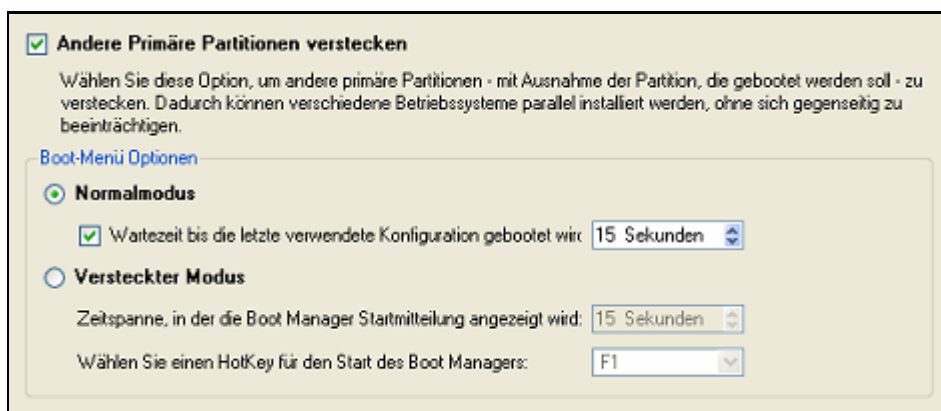 Andere Primäre Partitionen verstecken
Wählen Sie diese Option, um andere primäre Partitionen - mit Ausnahme der Partition, die gebootet werden soll - zu
verstecken. Dadurch können verschiedene Betriebssysteme parallel installiert werden, ohne sich gegenseitig zu
beeinträchtigen.
Boot-Menü Optionen
Normalmodus
Wartezeit bis die letzte verwendete Konfiguration gebootet wird 15 Sekunden
Versteckter Modus
Zeitspanne, in der die Boot Manager Startmitteilung angezeigt wird: 15 Sekunden
Wählen Sie einen HotKey für den Start des Boot Managers: F1